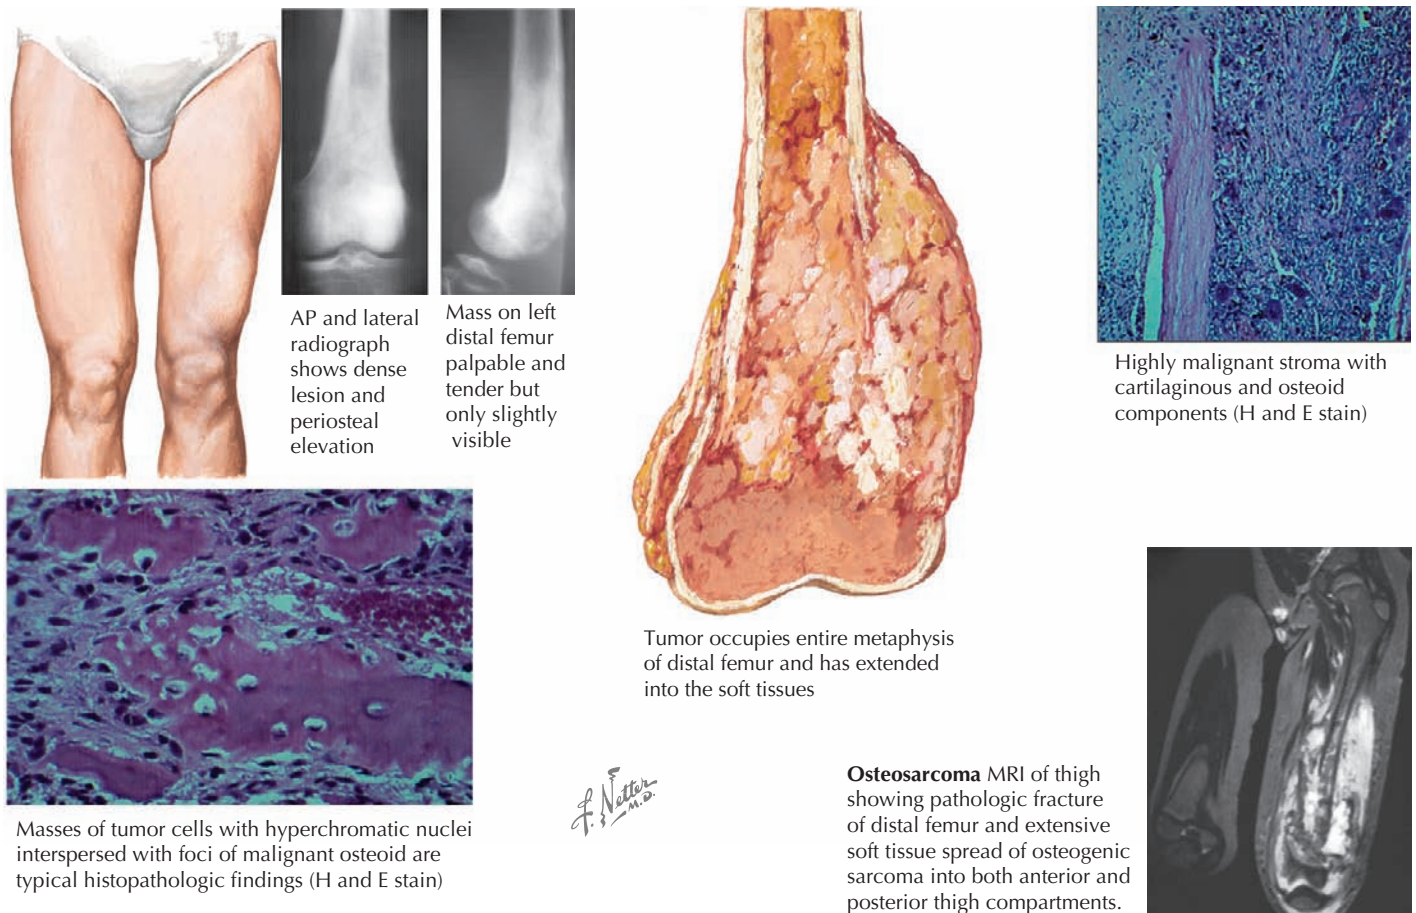 AP and lateral
radiograph
shows dense
lesion and
periosteal
elevation
Mass on left
distal femur
palpable and
tender but
only slightly
visible
Highly malignant stroma with
cartilaginous and osteoid
components (H and E stain)
Tumor occupies entire metaphysis
of distal femur and has extended
into the soft tissues
Masses of tumor cells with hyperchromatic nuclei
interspersed with foci of malignant osteoid are
typical histopathologic findings (H and E stain)
F. Netter
M.D.
Osteosarcoma MRI of thigh
showing pathologic fracture
of distal femur and extensive
soft tissue spread of osteogenic
sarcoma into both anterior and
posterior thigh compartments.